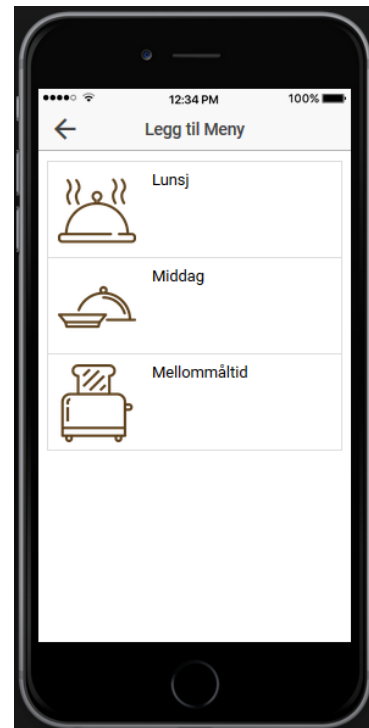 12:34 PM
100%
Legg til Meny
Lunsj
Middag
Mellommåltid